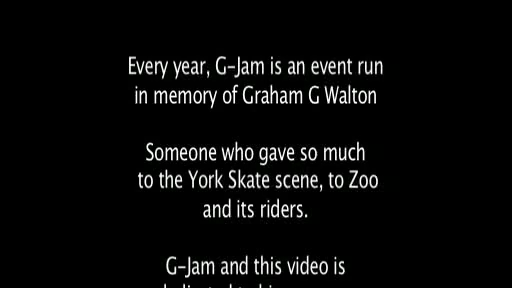 Every year, G-Jam is an event run
in memory of Graham G Walton
Someone who gave so much
to the York Skate scene, to Zoo
and its riders.
G-Jam and this video is